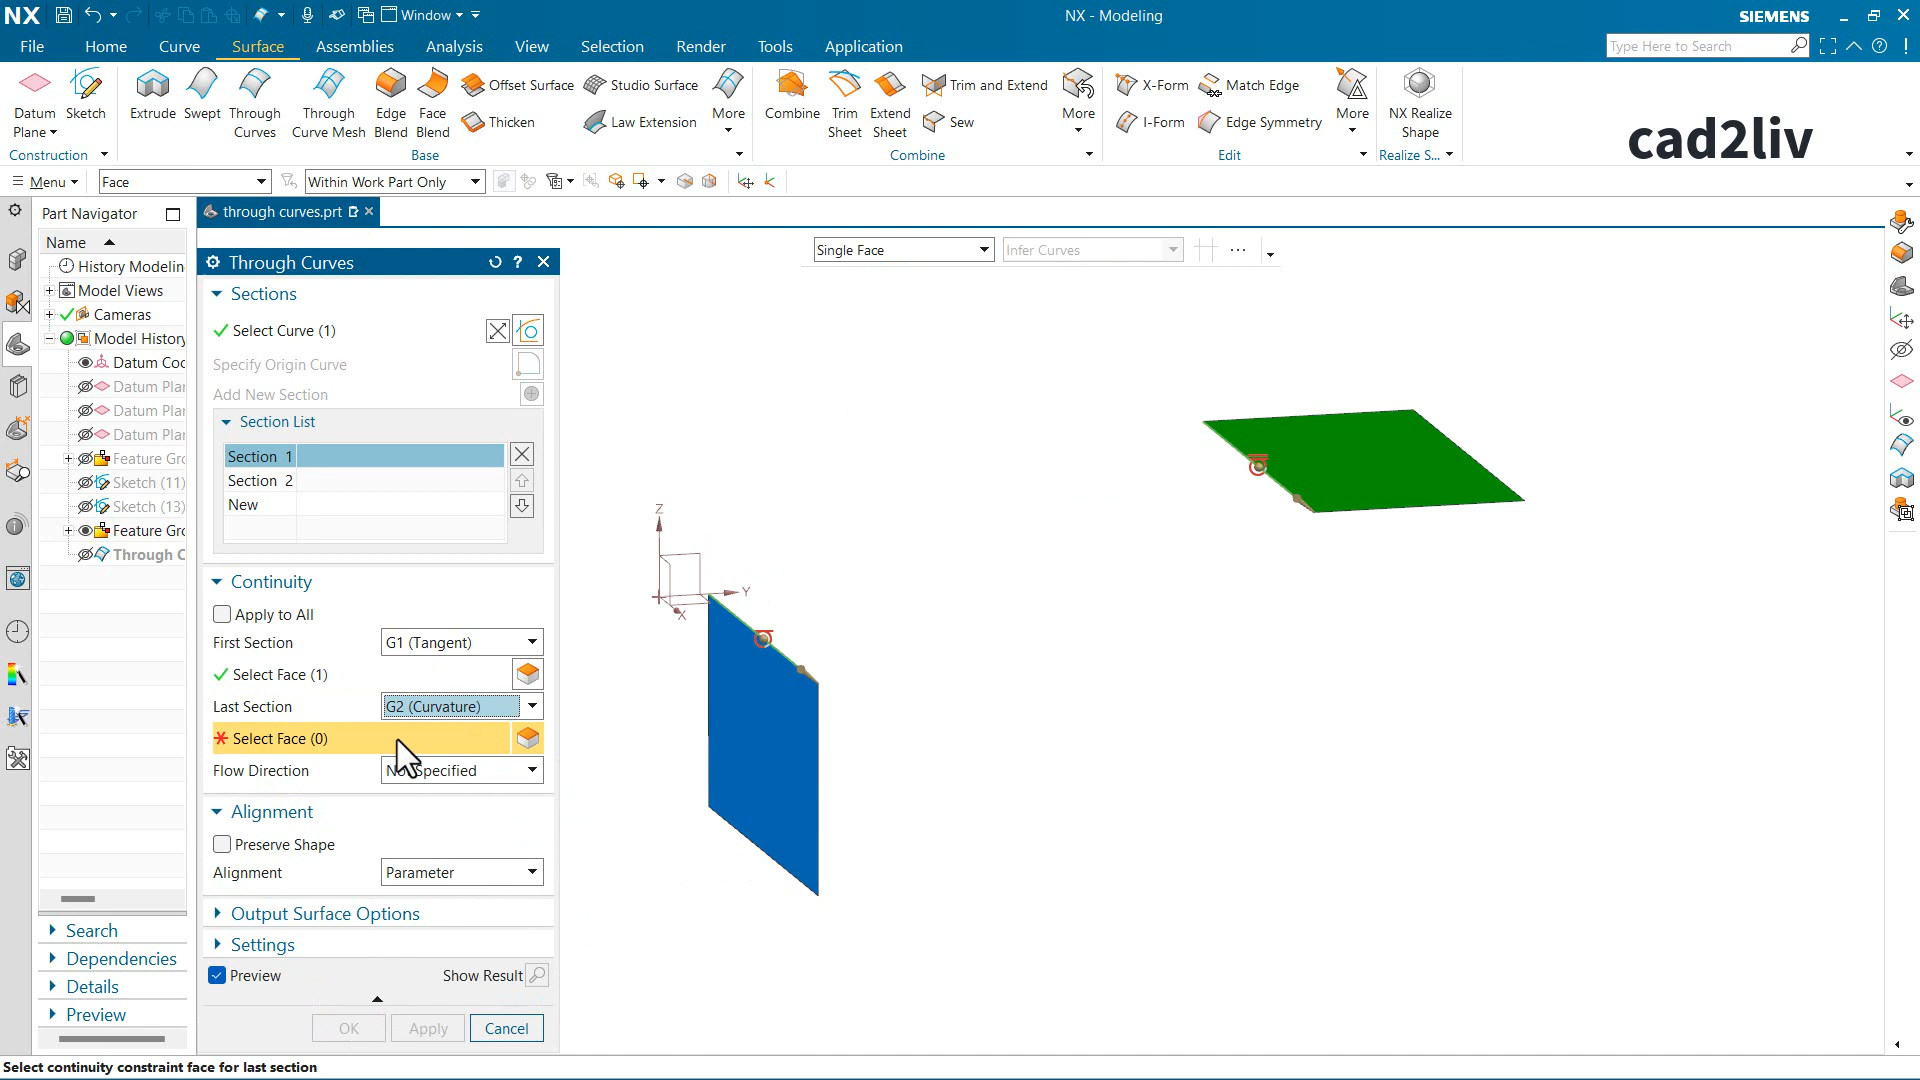 NX
Window
NX - Modeling
SIEMENS
File
Home
Curve
Surface
Assemblies
Analysis
View
Selection
Render
Tools
Application
Type Here to Search
Datum
Plane
Sketch
Extrude
Swept
Through
Curves
Through
Curve Mesh
Edge
Blend
Face
Blend
Offset Surface
Thicken
Studio Surface
Law Extension
More
Combine
Trim
Sheet
Extend
Sheet
Trim and Extend
Sew
More
X-Form
I-Form
Match Edge
Edge Symmetry
More
NX Realize
Shape
cad2liv
Construction
Base
Combine
Edit
Realize S...
Menu
Face
Within Work Part Only
Part Navigator
through curves.prt
Name
History Modelin
Model Views
Cameras
Model History
Datum Coo
Datum Plan
Datum Plan
Datum Plan
Feature Gro
Sketch (11)
Sketch (13)
Feature Gro
Through C
Search
Dependencies
Details
Preview
Single Face
Infer Curves
Through Curves
Sections
Select Curve (1)
Specify Origin Curve
Add New Section
Section List
Section 1
Section 2
New
Continuity
Apply to All
First Section
G1 (Tangent)
Select Face (1)
Last Section
G2 (Curvature)
Select Face (0)
Flow Direction
Specified
Alignment
Preserve Shape
Alignment
Parameter
Output Surface Options
Settings
Preview
Show Result
OK
Apply
Cancel
Z
Y
X
Select continuity constraint face for last section